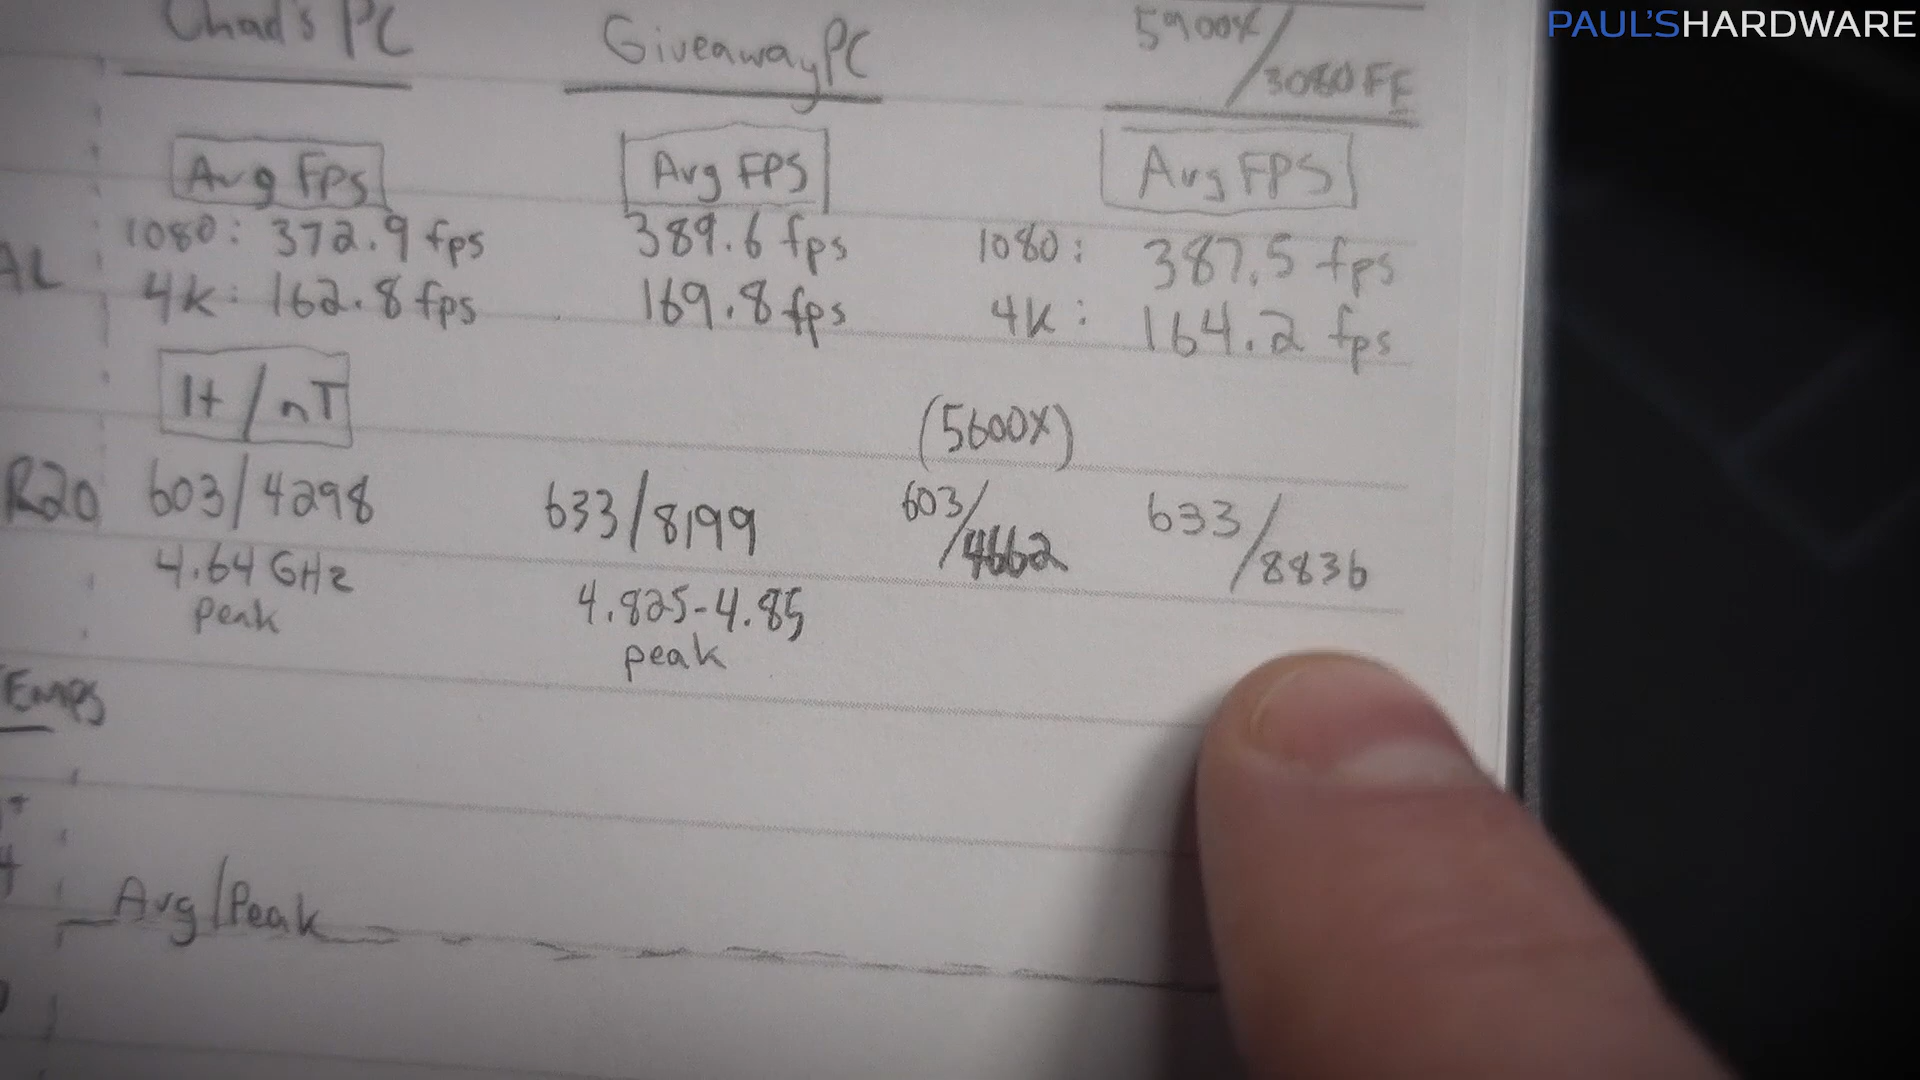 PAUL'SHARDWARE
Chad's PC
Giveaway PC
5900X/3080FE
Avg FPS
Avg FPS
Avg FPS
1080: 372.9 fps
389.6 fps
1080: 387.5 fps
AL
4K: 162.8 fps
169.8 fps
4K: 164.2 fps
1t/nT
(5600X)
R20
603/4298
633/8199
603/4662
633/8836
4.64 GHz
peak
4.825-4.85
peak
Emps
Avg/Peak